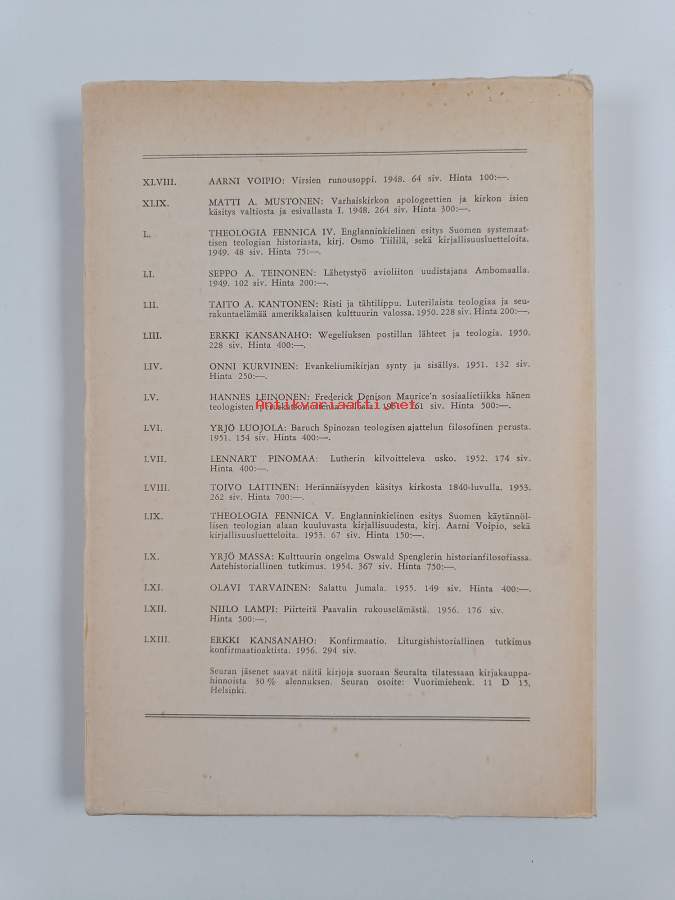 XLVIII. AARNI VOIPIO: Virsien runousoppi. 1948. 64 siv. Hinta 100:—.
XLIX. MATTI A. MUSTONEN: Varhaiskirkon apologeettien ja kirkon isien
käsitys valtiosta ja esivallasta I. 1948. 264 siv. Hinta 300:—.
L. THEOLOGIA FENNICA IV. Englanninkielinen esitys Suomen systemaat-
tisen teologian historiasta, kirj. Osmo Tiililä, sekä kirjallisuusluetteloita.
1949. 48 siv. Hinta 75:—.
LI. SEPPO A. TEINONEN: Lähetystyö avioliiton uudistajana Ambomaalla.
1949. 102 siv. Hinta 200:—.
LII. TAITO A. KANTONEN: Risti ja tähtilippu. Luterilaista teologiaa ja seu-
rakuntaelämää amerikkalaisen kulttuurin valossa. 1950. 228 siv. Hinta 200:—.
LIII. ERKKI KANSANAHO: Wegeliuksen postillan lähteet ja teologia. 1950.
228 siv. Hinta 400:—.
LIV. ONNI KURVINEN: Evankeliumikirjan synty ja sisällys. 1951. 132 siv.
Hinta 250:—.
LV. HANNES LEINONEN: Frederick Denison Maurice'n sosiaalietiikka hänen
Antikvariaatti.net
teologisten siv. Hinta 500:—.
LVI. YRJÖ LUOJOLA: Baruch Spinozan teologisen ajattelun filosofinen perusta.
1951. 154 siv. Hinta 400:—.
LVII. LENNART PINOMAA: Lutherin kilvoitteleva usko. 1952. 174 siv.
Hinta 400:—.
LVIII. TOIVO LAITINEN: Herännäisyyden käsitys kirkosta 1840-luvulla. 1953.
262 siv. Hinta 700:—.
LIX. THEOLOGIA FENNICA V. Englanninkielinen esitys Suomen käytännöl-
lisen teologian alaan kuuluvasta kirjallisuudesta, kirj. Aarni Voipio, sekä
kirjallisuusluetteloita. 1953. 67 siv. Hinta 150:—.
LX. YRJÖ MASSA: Kulttuurin ongelma Oswald Spenglerin historianfilosofiassa.
Aatehistoriallinen tutkimus. 1954. 367 siv. Hinta 750:—.
LXI. OLAVI TARVAINEN: Salattu Jumala. 1955. 149 siv. Hinta 400:—.
LXII. NIILO LAMPI: Piirteitä Paavalin rukouselämästä. 1956. 176 siv.
Hinta 500:—.
LXIII. ERKKI KANSANAHO: Konfirmaatio. Liturgishistoriallinen tutkimus
konfirmaatioaktista. 1956. 294 siv.
Seuran jäsenet saavat näitä kirjoja suoraan Seuralta tilatessaan kirjakauppa-
hinnoista 30 % alennuksen. Seuran osoite: Vuorimiehenk. 11 D 15,
Helsinki.